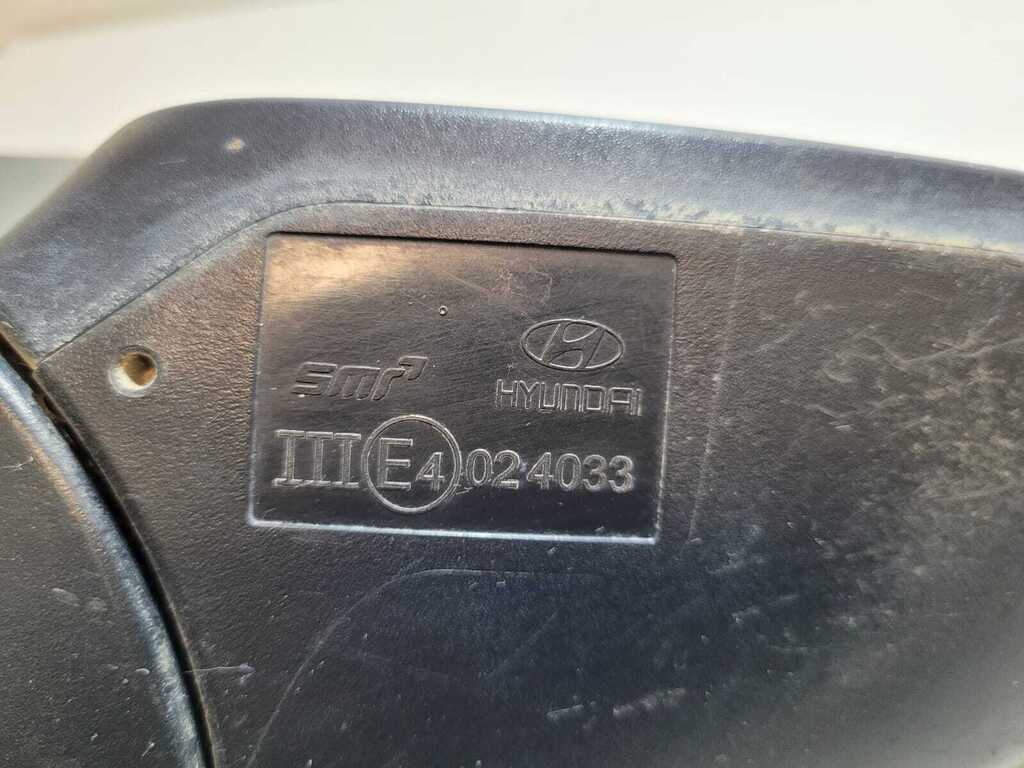 SMR
HYUNDAI
III E4 024033